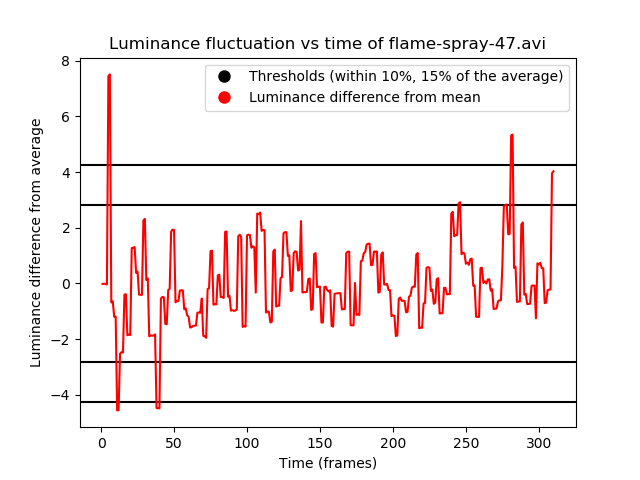 Luminance fluctuation vs time of flame-spray-47.avi
Thresholds (within 10%, 15% of the average)
Luminance difference from mean
Luminance difference from average
8
6
4
2
0
−2
−4
0 50 100 150 200 250 300
Time (frames)